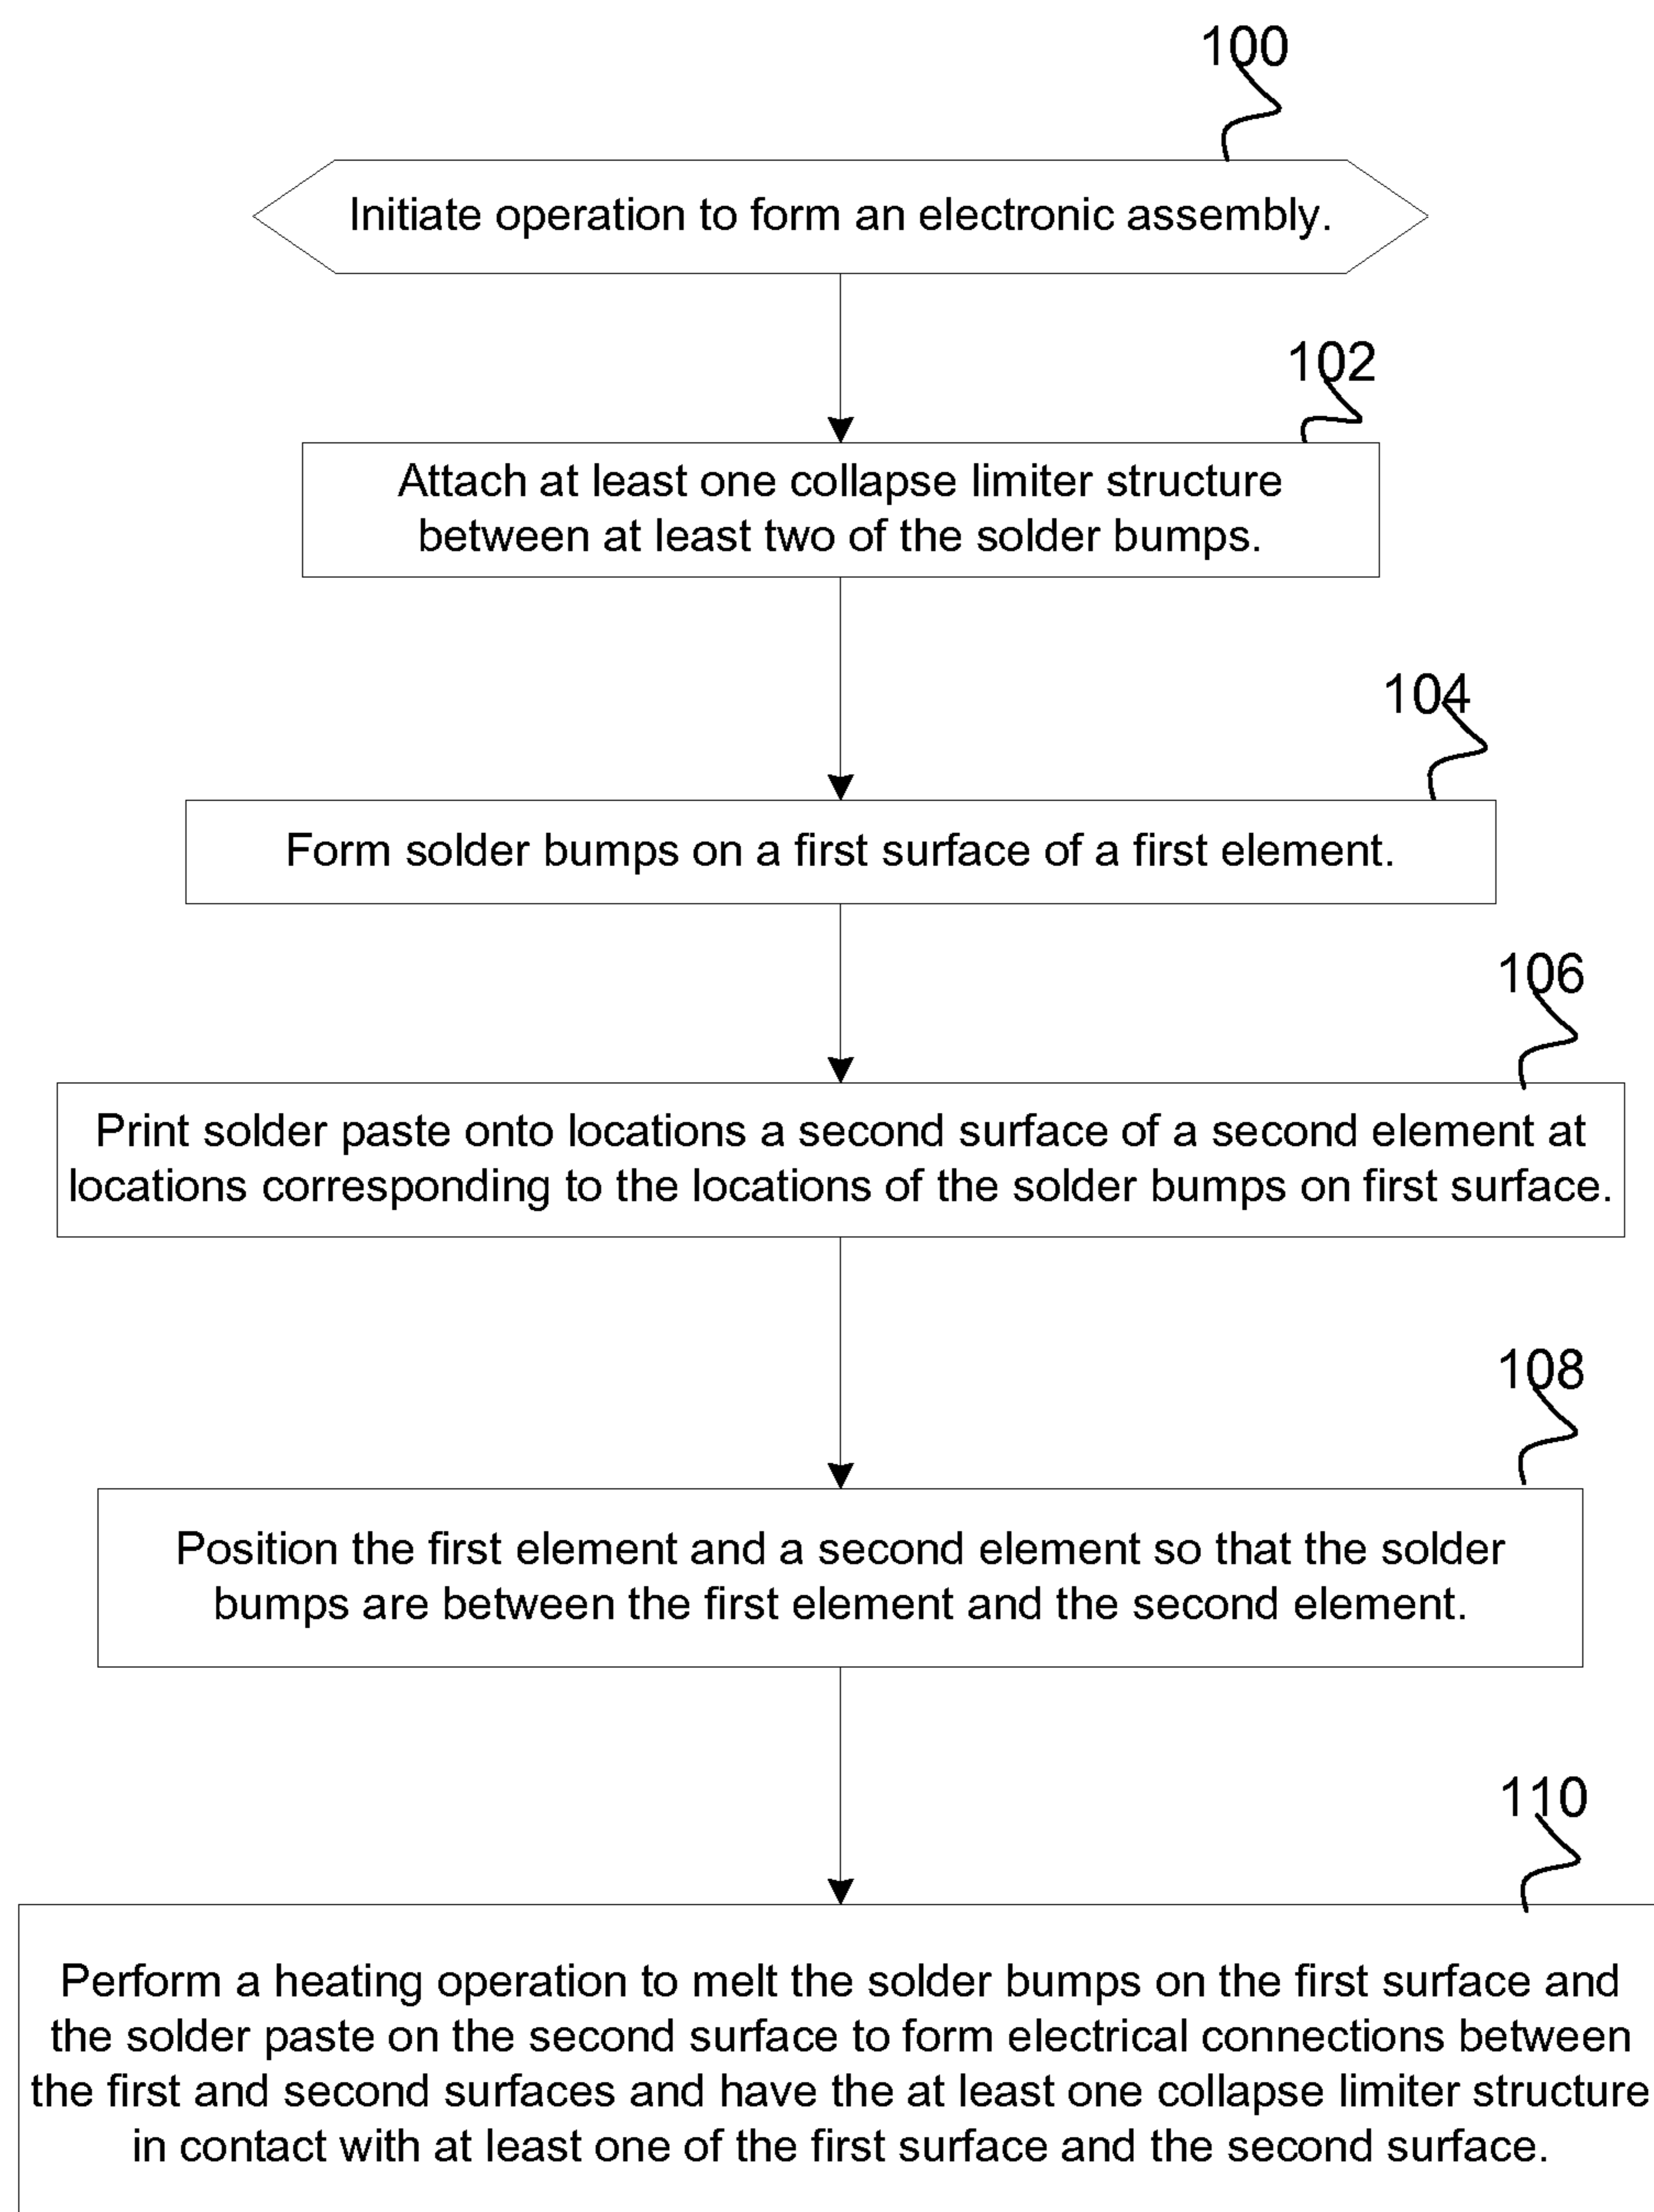 100
Initiate operation to form an electronic assembly.
102
Attach at least one collapse limiter structure
between at least two of the solder bumps.
104
Form solder bumps on a first surface of a first element.
106
Print solder paste onto locations a second surface of a second element at
locations corresponding to the locations of the solder bumps on first surface.
108
Position the first element and a second element so that the solder
bumps are between the first element and the second element.
110
Perform a heating operation to melt the solder bumps on the first surface and
the solder paste on the second surface to form electrical connections between
the first and second surfaces and have the at least one collapse limiter structure
in contact with at least one of the first surface and the second surface.